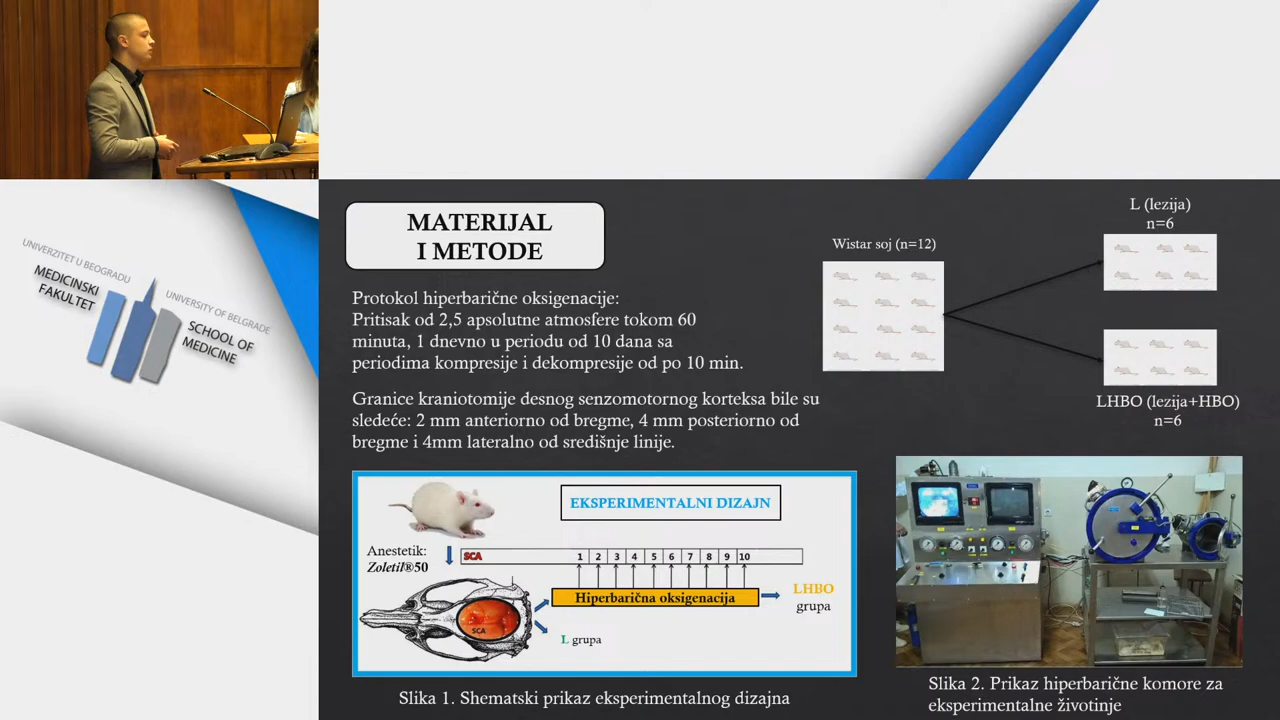 UNIVERZITET U BEOGRADU
MEDICINSKI
FAKULTET
UNIVERSITY OF BELGRADE
SCHOOL OF
MEDICINE
MATERIJAL
I METODE
Protokol hiperbarične oksigenacije:
Pritisak od 2,5 apsolutne atmosfere tokom 60
minuta, 1 dnevno u periodu od 10 dana sa
periodima kompresije i dekompresije od po 10 min.
Granice kraniotomije desnog senzomotornog korteksa bile su
sledeće: 2 mm anteriorno od bregme, 4 mm posteriorno od
bregme i 4mm lateralno od središnje linije.
Wistar soj (n=12)
L (lezija)
n=6
LHBO (lezija+HBO)
n=6
EKSPERIMENTALNI DIZAJN
Anestetik:
Zoletil®50
SCA
1 2 3 4 5 6 7 8 9 10
Hiperbarična oksigenacija
LHBO
grupa
SCA
L grupa
Slika 1. Shematski prikaz eksperimentalnog dizajna
Slika 2. Prikaz hiperbarične komore za
eksperimentalne životinje